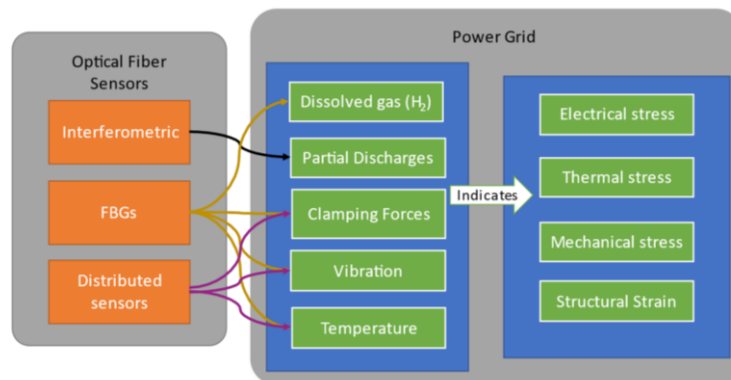 Optical Fiber
Sensors
Interferometric
FBGs
Distributed
sensors
Power Grid
Dissolved gas (H₂)
Partial Discharges
Clamping Forces
Vibration
Temperature
Indicates
Electrical stress
Thermal stress
Mechanical stress
Structural Strain